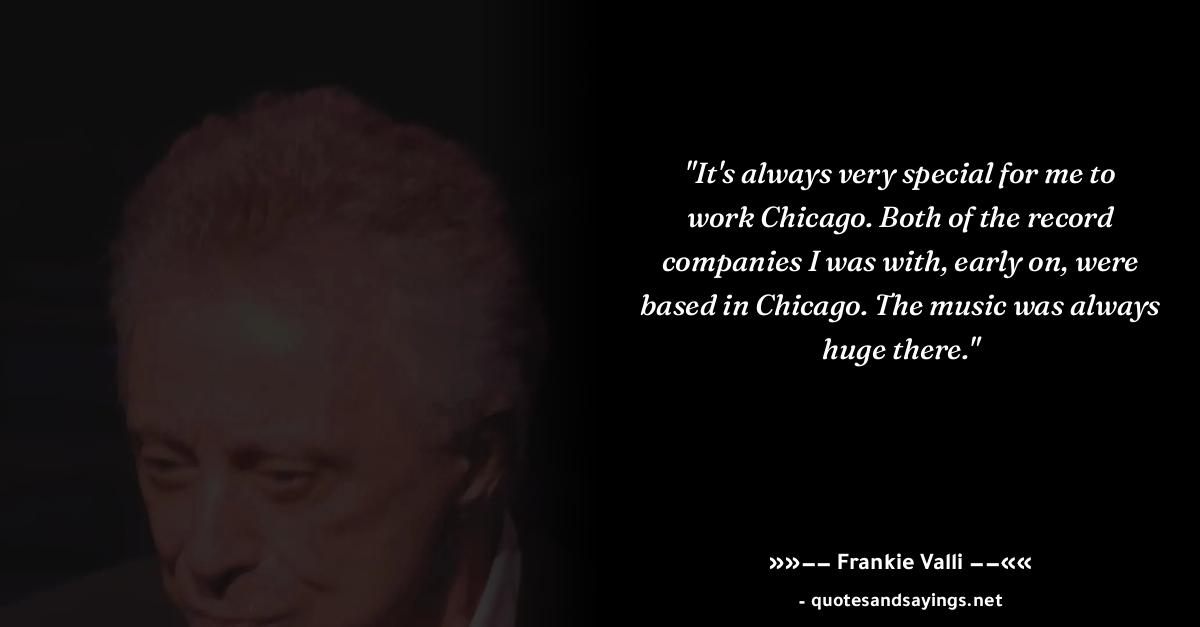 "It's always very special for me to
work Chicago. Both of the record
companies I was with, early on, were
based in Chicago. The music was always
huge there."
»»−− Frankie Valli −−««
- quotesandsayings.net